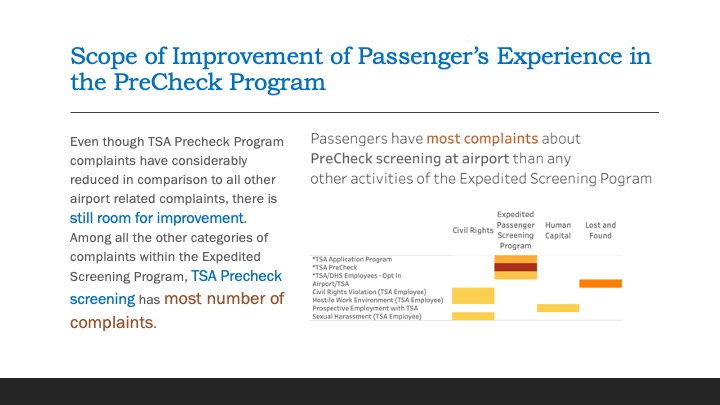 Scope of Improvement of Passenger’s Experience in
the PreCheck Program
Even though TSA Precheck Program
complaints have considerably
reduced in comparison to all other
airport related complaints, there is
still room for improvement.
Among all the other categories of
complaints within the Expedited
Screening Program, TSA Precheck
screening has most number of
complaints.
Passengers have most complaints about
PreCheck screening at airport than any
other activities of the Expedited Screening Pogram
Civil Rights
Expedited
Passenger
Screening
Program
Human
Capital
Lost and
Found
*TSA Application Program
*TSA PreCheck
*TSA/DHS Employees - Opt In
Airport/TSA
Civil Rights Violation (TSA Employee)
Hostile Work Environment (TSA Employee)
Prospective Employment with TSA
Sexual Harassment (TSA Employee)